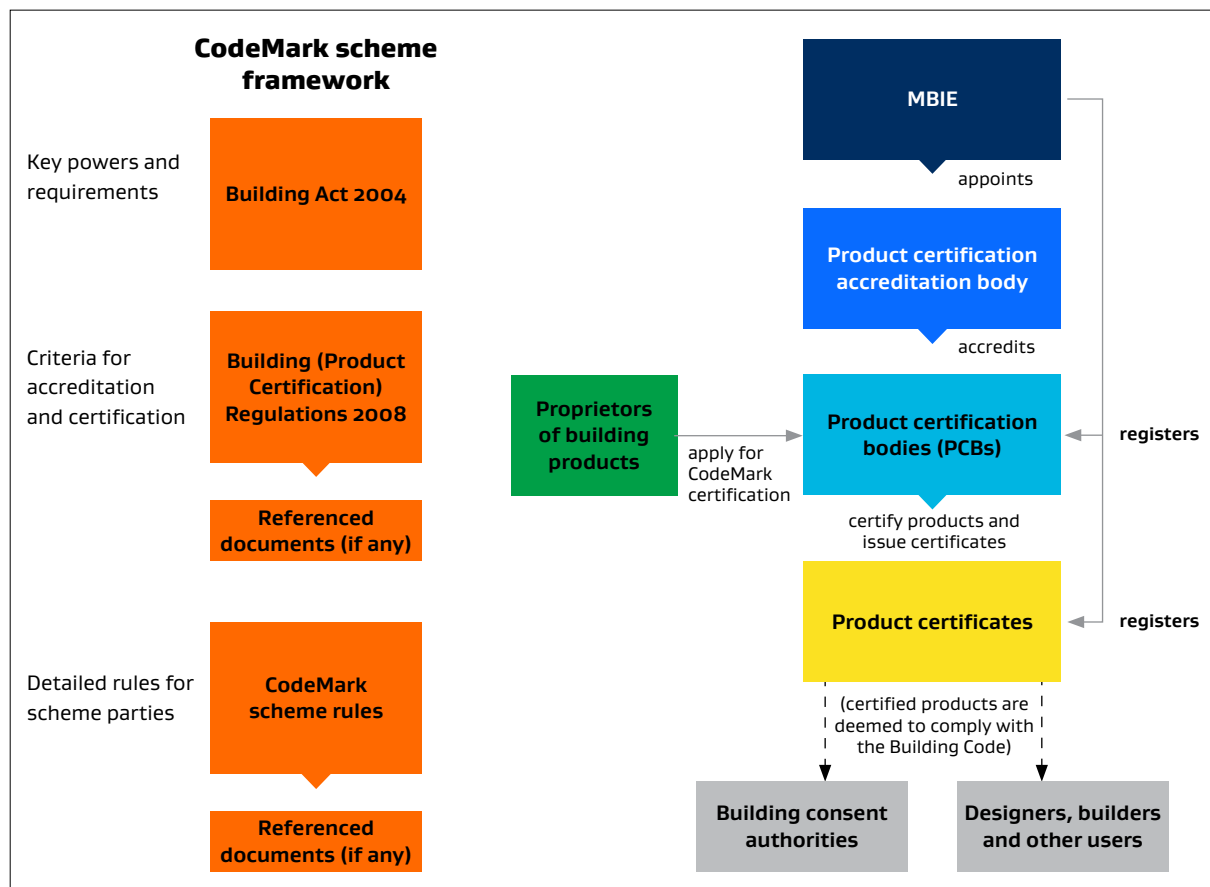 CodeMark scheme
framework
Key powers and
requirements
Building Act 2004
Criteria for
accreditation
and certification
Building (Product
Certification)
Regulations 2008
Referenced
documents (if any)
Detailed rules for
scheme parties
CodeMark
scheme rules
Referenced
documents (if any)
MBIE
appoints
Product certification
accreditation body
accredits
Proprietors
of building
products
apply for
CodeMark
certification
Product certification
bodies (PCBs)
registers
certify products and
issue certificates
Product certificates
registers
(certified products are
deemed to comply with
the Building Code)
Building consent
authorities
Designers, builders
and other users